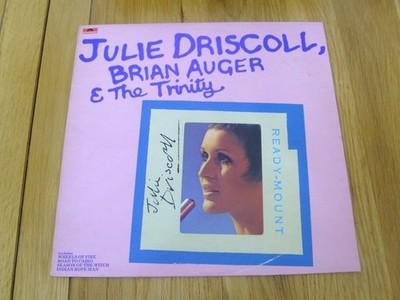 JULIE DRISCOLL,
BRIAN AUGER
& The Trinity
Julie
Driscoll
READY-MOUNT
WHEELS OF FIRE
ROAD TO CAIRO
SEASON OF THE WITCH
INDIAN ROPE MAN